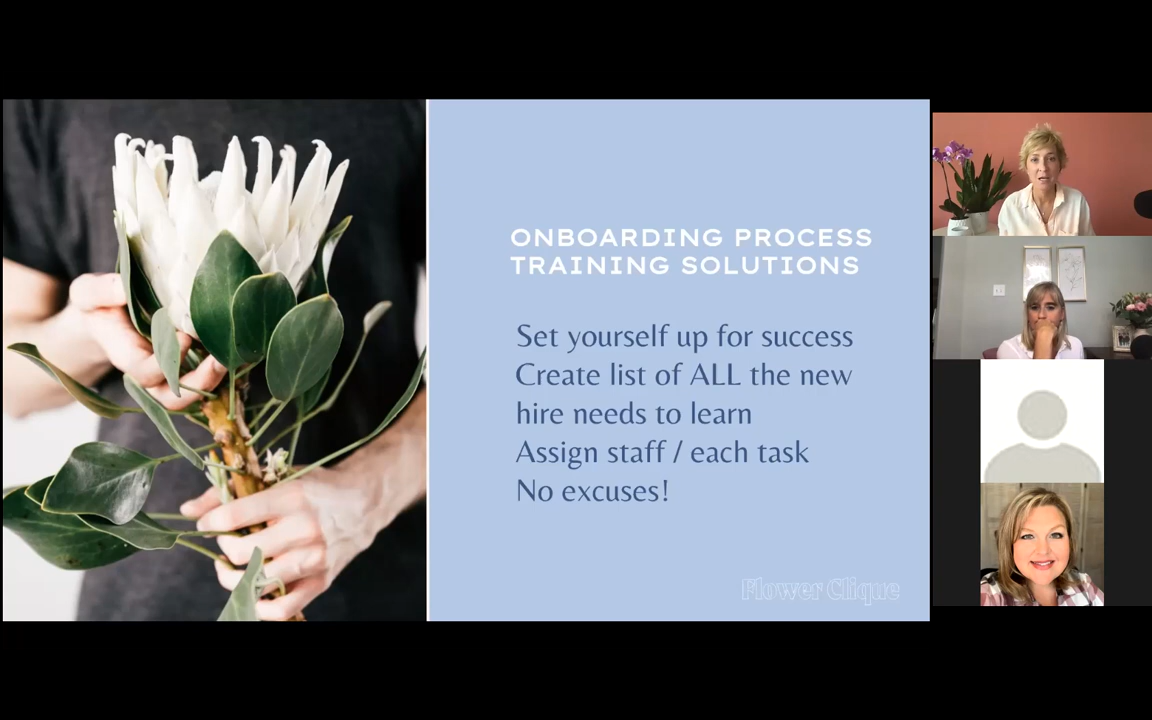 ONBOARDING PROCESS
TRAINING SOLUTIONS
Set yourself up for success
Create list of ALL the new
hire needs to learn
Assign staff / each task
No excuses!
Flower Clique